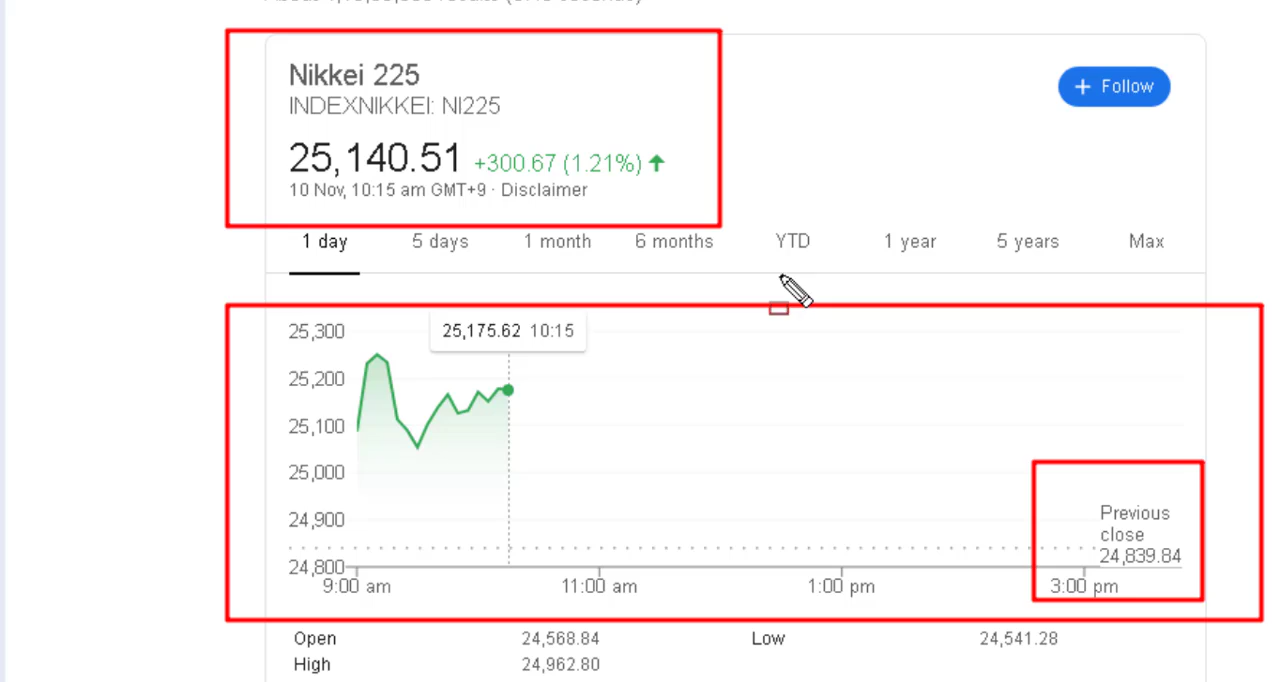 Nikkei 225
INDEXNIKKEI: NI225
+ Follow
25,140.51 +300.67 (1.21%)
10 Nov, 10:15 am GMT+9 · Disclaimer
1 day 5 days 1 month 6 months YTD 1 year 5 years Max
25,300
25,175.62 10:15
25,200
25,100
25,000
24,900
Previous
close
24,839.84
24,800
9:00 am 11:00 am 1:00 pm 3:00 pm
Open 24,568.84 Low 24,541.28
High 24,962.80